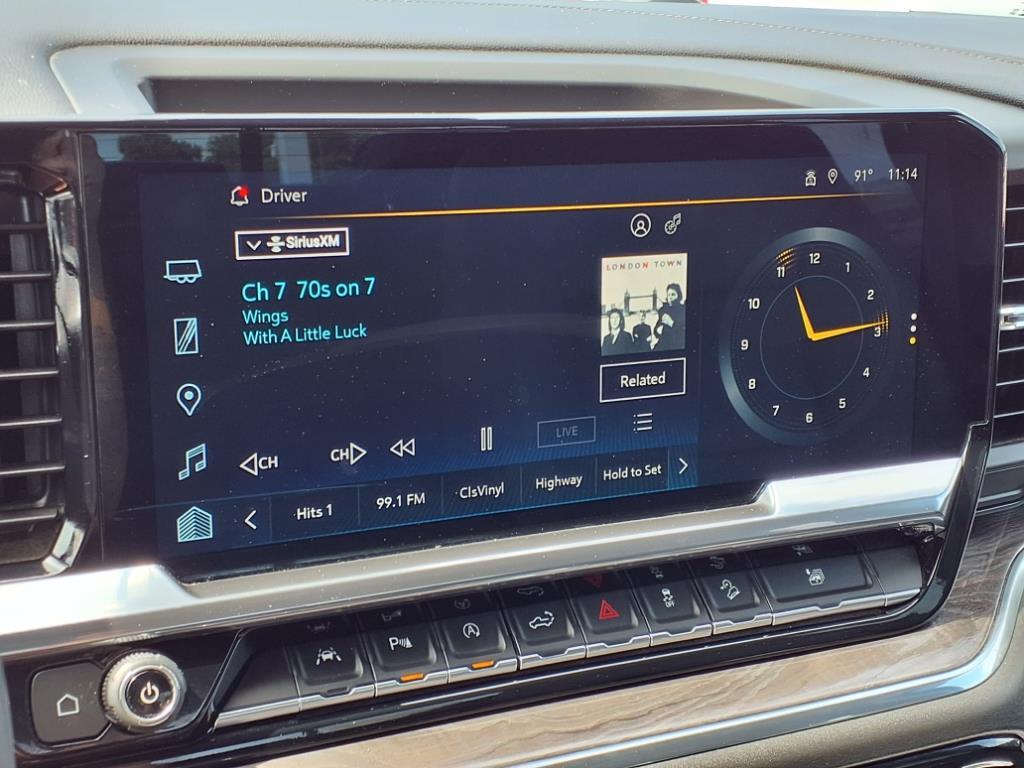 Driver
91° 11:14
SiriusXM
Ch 7 70s on 7
Wings
With A Little Luck
LONDON TOWN
Related
CH
CH
LIVE
Hits 1
99.1 FM
ClsVinyl
Highway
Hold to Set
12
1
2
3
4
5
6
7
8
9
10
11
P
A
OFF